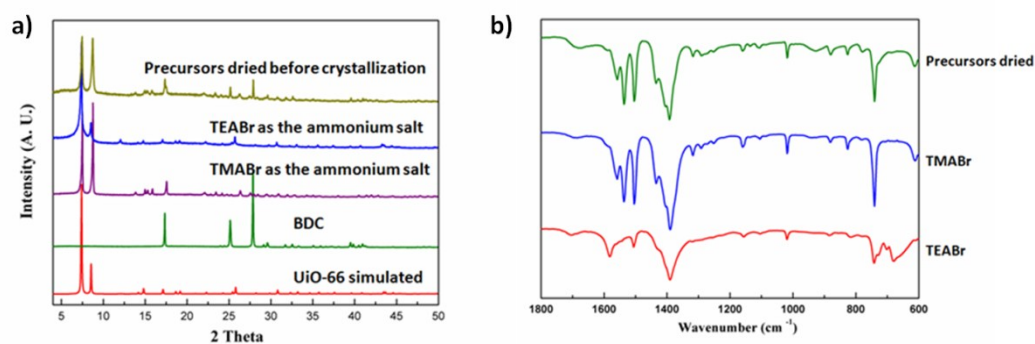 a)
Precursors dried before crystallization
TEABr as the ammonium salt
TMABr as the ammonium salt
BDC
UiO-66 simulated
Intensity (A. U.)
5 10 15 20 25 30 35 40 45 50
2 Theta
b)
Precursors dried
TMABr
TEABr
1800 1600 1400 1200 1000 800 600
Wavenumber (cm⁻¹)